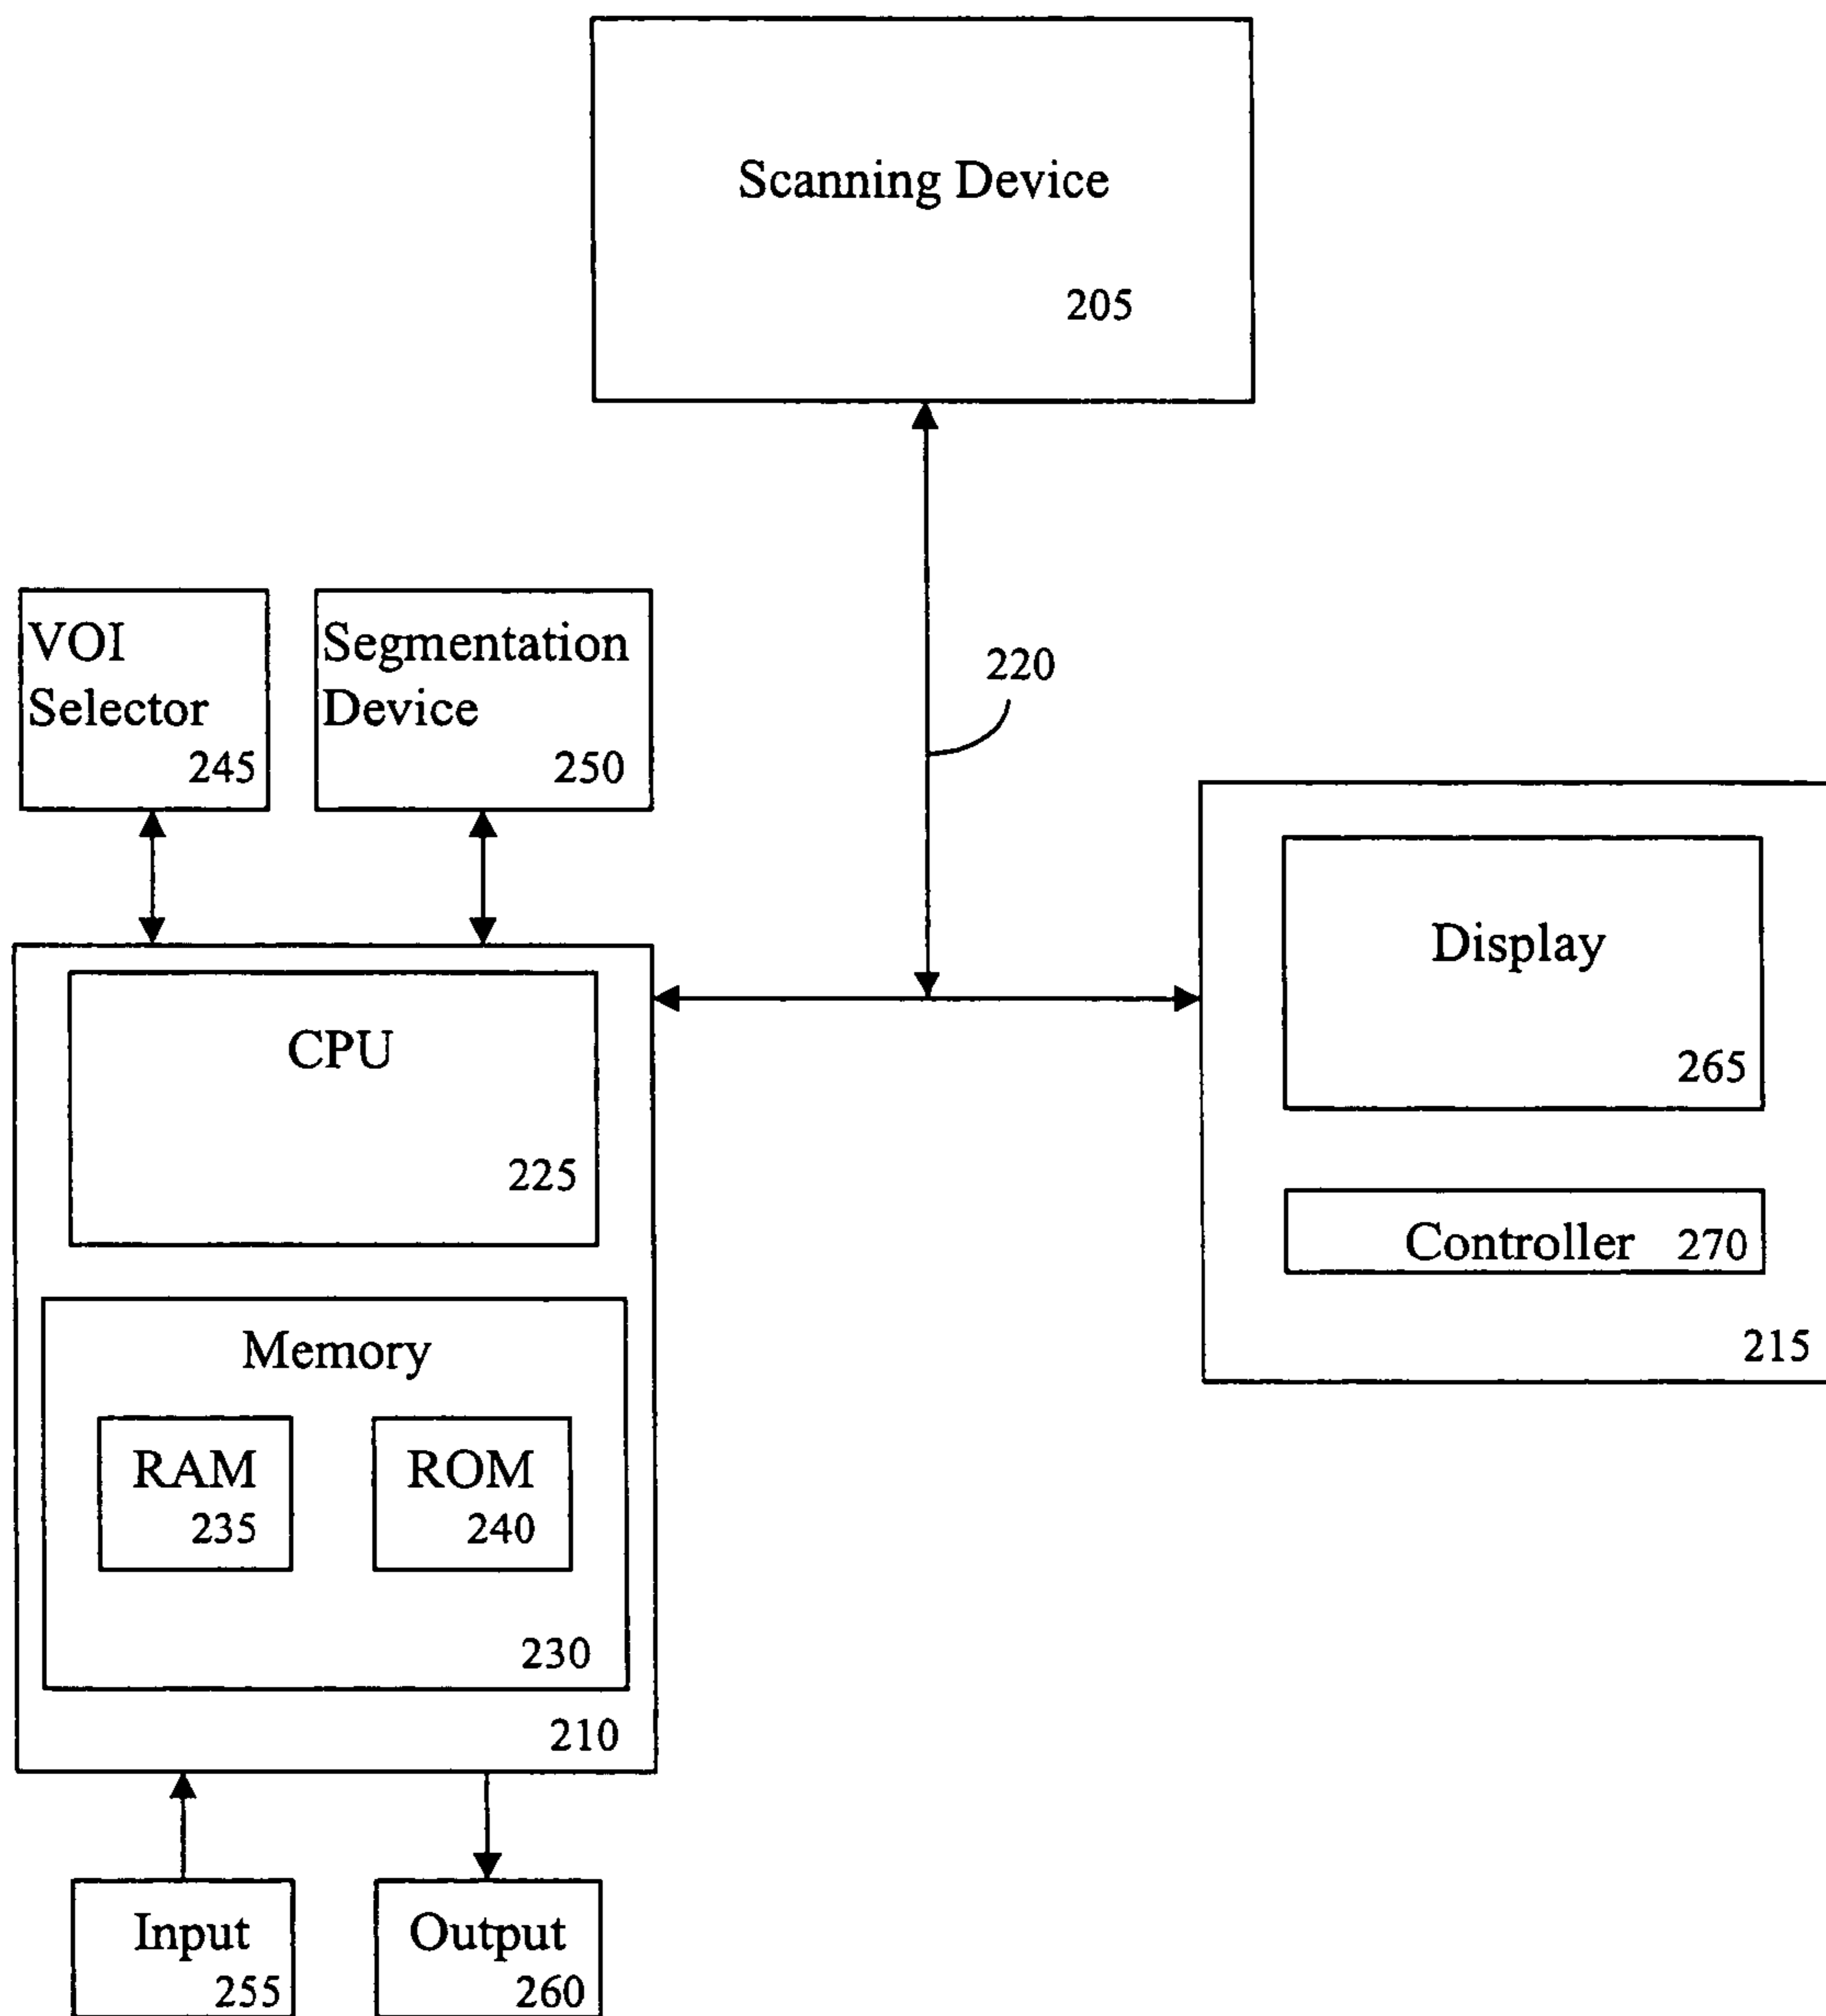 Scanning Device
205
220
VOI
Selector
245
Segmentation
Device
250
CPU
225
Memory
RAM
235
ROM
240
230
210
Input
255
Output
260
Display
265
Controller 270
215